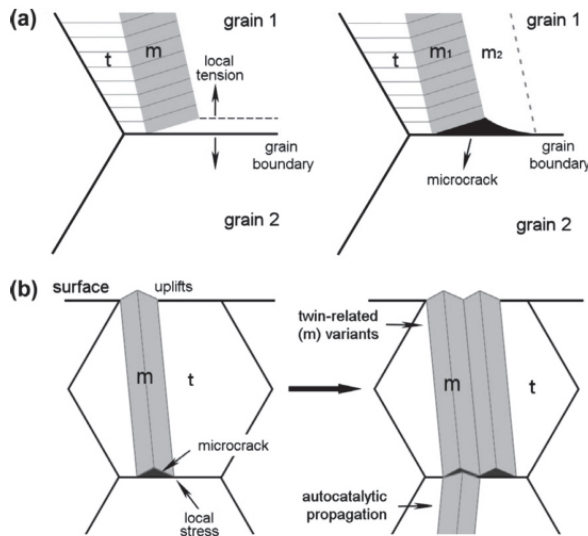 (a)
grain 1
t
m
local
tension
grain
boundary
grain 2
grain 1
t
m₁
m₂
grain
boundary
microcrack
grain 2
(b)
surface
uplifts
m
t
microcrack
local
stress
twin-related
(m) variants
m
t
autocatalytic
propagation